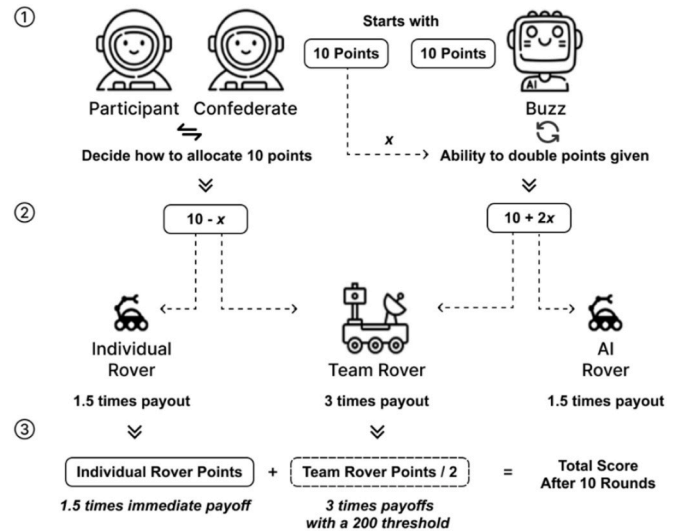 ①
Starts with
10 Points
10 Points
AI
Participant
Confederate
Buzz
x
Decide how to allocate 10 points
Ability to double points given
②
10 - x
10 + 2x
Individual
Rover
Team Rover
AI
Rover
1.5 times payout
3 times payout
1.5 times payout
③
Individual Rover Points
+
Team Rover Points / 2
=
Total Score
After 10 Rounds
1.5 times immediate payoff
3 times payoffs
with a 200 threshold